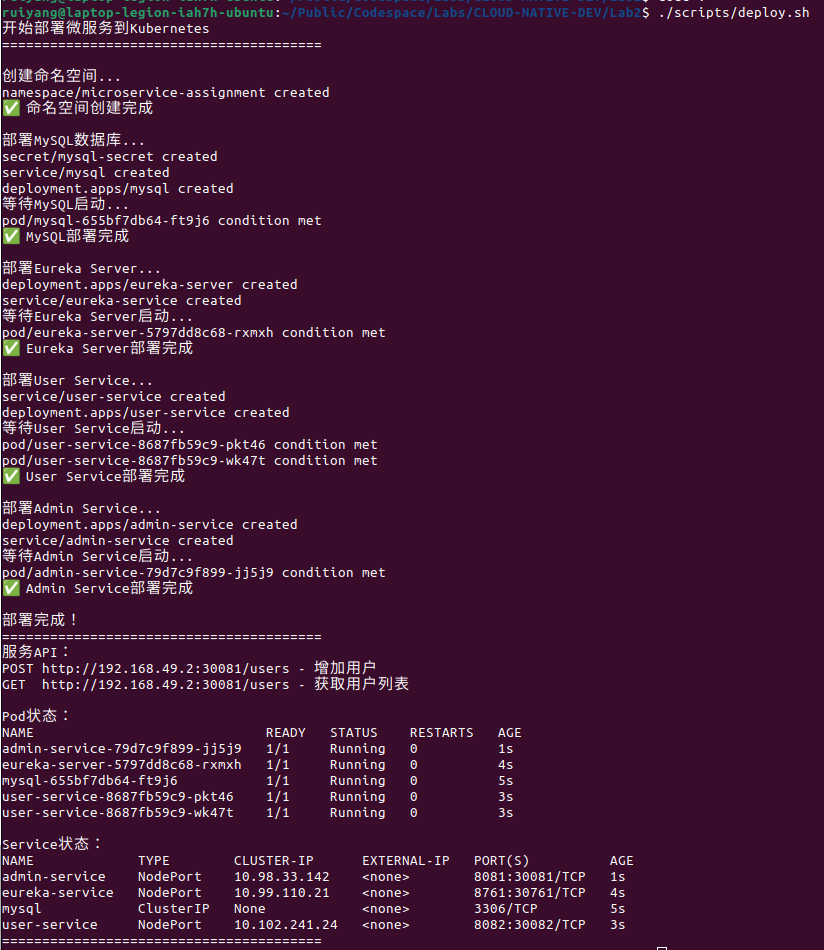 ruiyang@laptop-legion-iah7h-ubuntu:~/Public/Codespace/Labs/CLOUD-NATIVE-DEV/Lab2$ ./scripts/deploy.sh
开始部署微服务到Kubernetes
========================================
创建命名空间...
namespace/microservice-assignment created
✅ 命名空间创建完成
部署MySQL数据库...
secret/mysql-secret created
service/mysql created
deployment.apps/mysql created
等待MySQL启动...
pod/mysql-655bf7db64-ft9j6 condition met
✅ MySQL部署完成
部署Eureka Server...
deployment.apps/eureka-server created
service/eureka-service created
等待Eureka Server启动...
pod/eureka-server-5797dd8c68-rxmxh condition met
✅ Eureka Server部署完成
部署User Service...
service/user-service created
deployment.apps/user-service created
等待User Service启动...
pod/user-service-8687fb59c9-pkt46 condition met
pod/user-service-8687fb59c9-wk47t condition met
✅ User Service部署完成
部署Admin Service...
deployment.apps/admin-service created
service/admin-service created
等待Admin Service启动...
pod/admin-service-79d7c9f899-jj5j9 condition met
✅ Admin Service部署完成
部署完成！
========================================
服务API：
POST http://192.168.49.2:30081/users - 增加用户
GET  http://192.168.49.2:30081/users - 获取用户列表
Pod状态：
NAME                             READY   STATUS    RESTARTS   AGE
admin-service-79d7c9f899-jj5j9   1/1     Running   0          1s
eureka-server-5797dd8c68-rxmxh   1/1     Running   0          4s
mysql-655bf7db64-ft9j6           1/1     Running   0          5s
user-service-8687fb59c9-pkt46    1/1     Running   0          3s
user-service-8687fb59c9-wk47t    1/1     Running   0          3s
Service状态：
NAME             TYPE        CLUSTER-IP      EXTERNAL-IP   PORT(S)          AGE
admin-service    NodePort    10.98.33.142    <none>        8081:30081/TCP   1s
eureka-service   NodePort    10.99.110.21    <none>        8761:30761/TCP   4s
mysql            ClusterIP   None            <none>        3306/TCP         5s
user-service     NodePort    10.102.241.24   <none>        8082:30082/TCP   3s
========================================